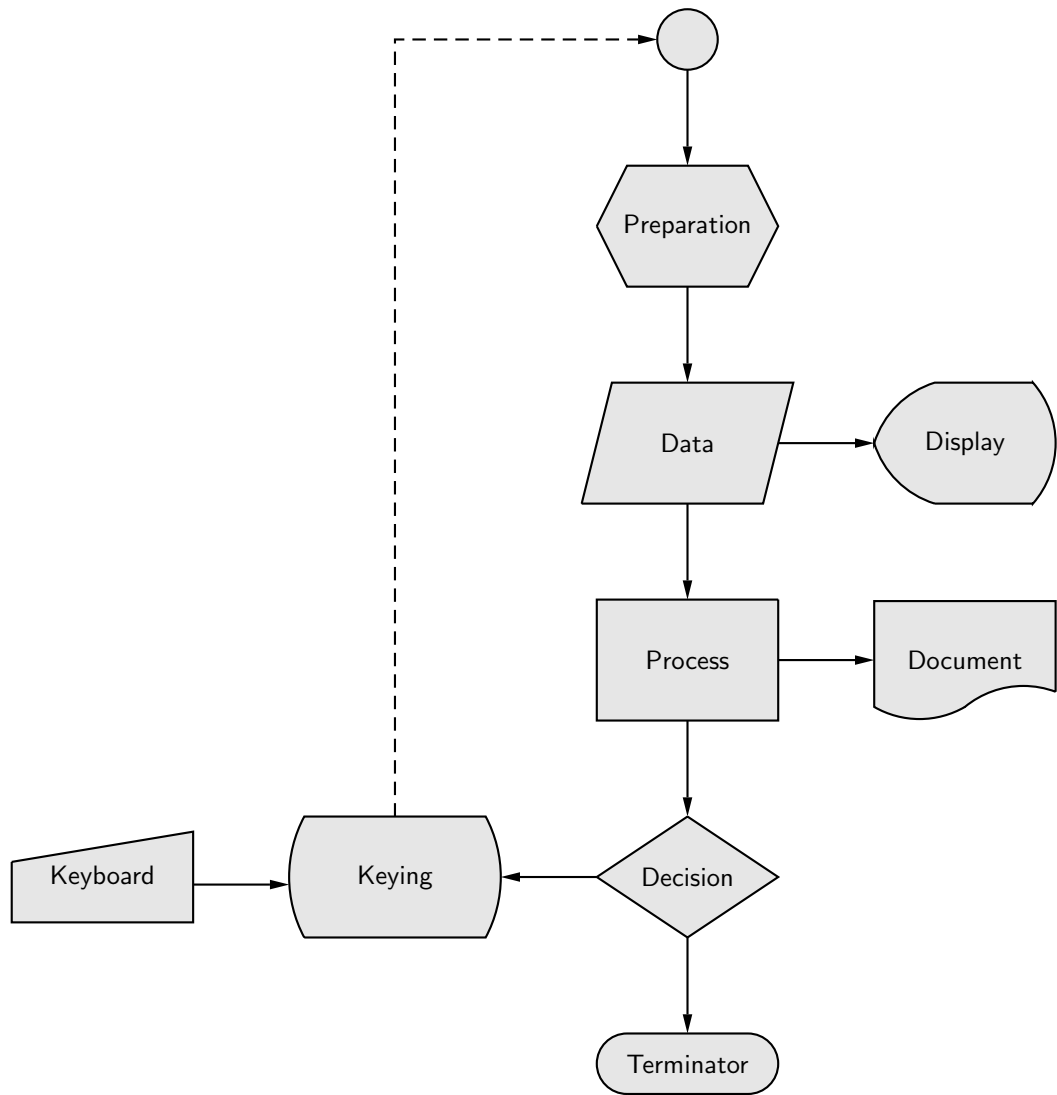 Preparation
Data
Display
Process
Document
Keyboard
Keying
Decision
Terminator